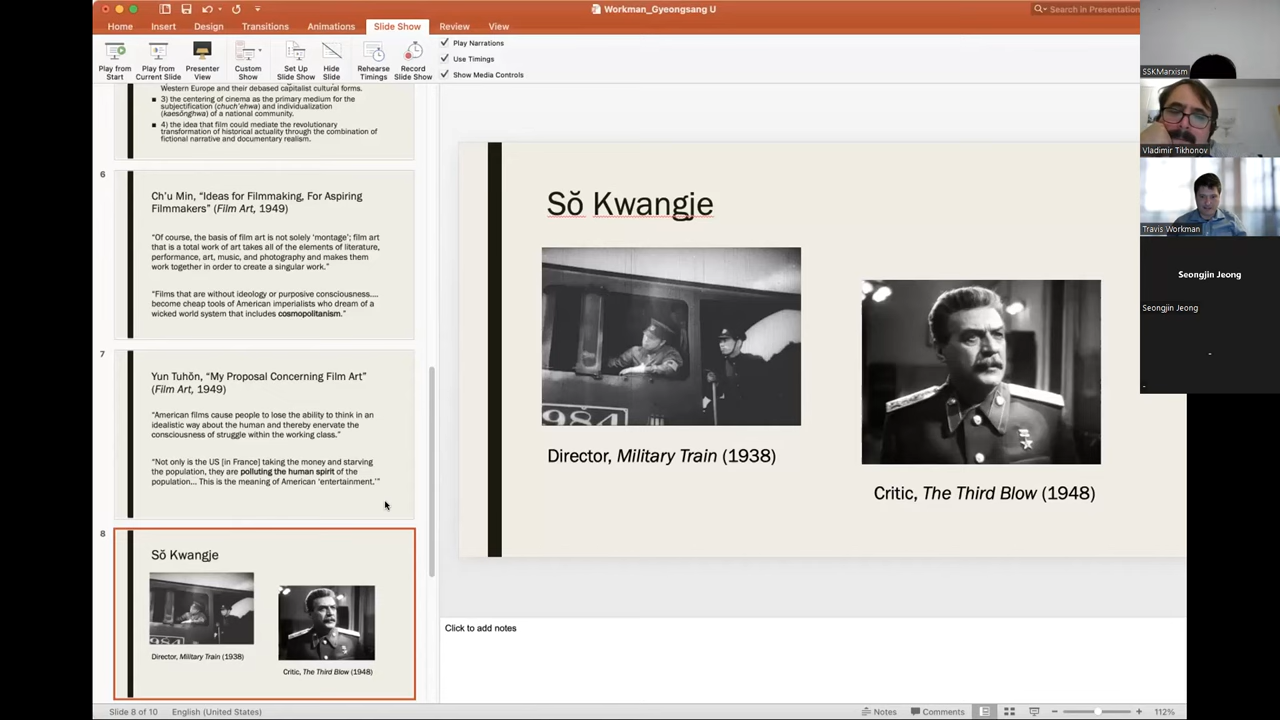 Workman_Gyeongsang U
Search in Presentation
Home Insert Design Transitions Animations Slide Show Review View
Play from Start
Play from Current Slide
Presenter View
Custom Show
Set Up Slide Show
Hide Slide
Rehearse Timings
Record Slide Show
Play Narrations
Use Timings
Show Media Controls
Western Europe and their debased capitalist cultural forms.
3) the centering of cinema as the primary medium for the
subjectification (chuch'ehwa) and individualization
(kaesŏnghwa) of a national community.
4) the idea that film could mediate the revolutionary
transformation of historical actuality through the combination of
fictional narrative and documentary realism.
6
Ch'u Min, “Ideas for Filmmaking, For Aspiring
Filmmakers” (Film Art, 1949)
“Of course, the basis of film art is not solely ‘montage’; film art
that is a total work of art takes all of the elements of literature,
performance, art, music, and photography and makes them
work together in order to create a singular work.”
“Films that are without ideology or purposive consciousness....
become cheap tools of American imperialists who dream of a
wicked world system that includes cosmopolitanism.”
7
Yun Tuhŏn, “My Proposal Concerning Film Art”
(Film Art, 1949)
“American films cause people to lose the ability to think in an
idealistic way about the human and thereby enervate the
consciousness of struggle within the working class.”
“Not only is the US [in France] taking the money and starving
the population, they are polluting the human spirit of the
population... This is the meaning of American ‘entertainment.’”
8
Sŏ Kwangje
984
Director, Military Train (1938)
Critic, The Third Blow (1948)
Sŏ Kwangje
984
Director, Military Train (1938)
Critic, The Third Blow (1948)
Click to add notes
SSKMarxism
Vladimir Tikhonov
Travis Workman
Seongjin Jeong
Seongjin Jeong
-
-
Slide 8 of 10 English (United States)
Notes Comments 112%